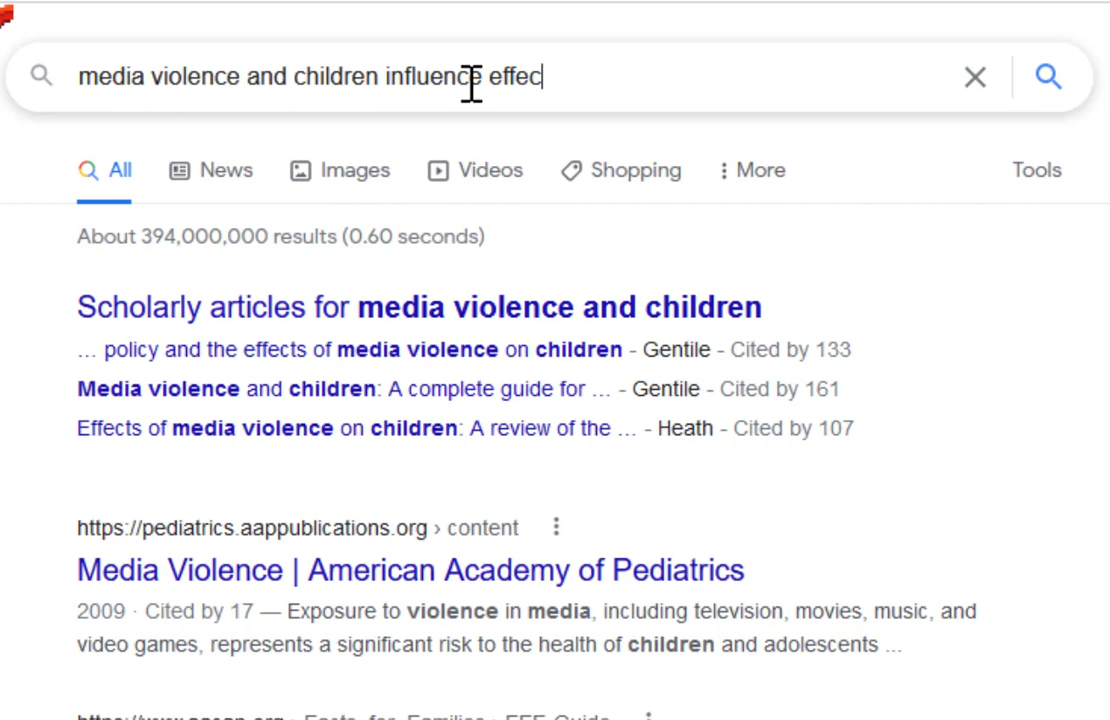 media violence and children influence effec
All News Images Videos Shopping More Tools
About 394,000,000 results (0.60 seconds)
Scholarly articles for media violence and children
... policy and the effects of media violence on children - Gentile - Cited by 133
Media violence and children: A complete guide for ... - Gentile - Cited by 161
Effects of media violence on children: A review of the ... - Heath - Cited by 107
https://pediatrics.aappublications.org › content
Media Violence | American Academy of Pediatrics
2009 · Cited by 17 — Exposure to violence in media, including television, movies, music, and
video games, represents a significant risk to the health of children and adolescents ...